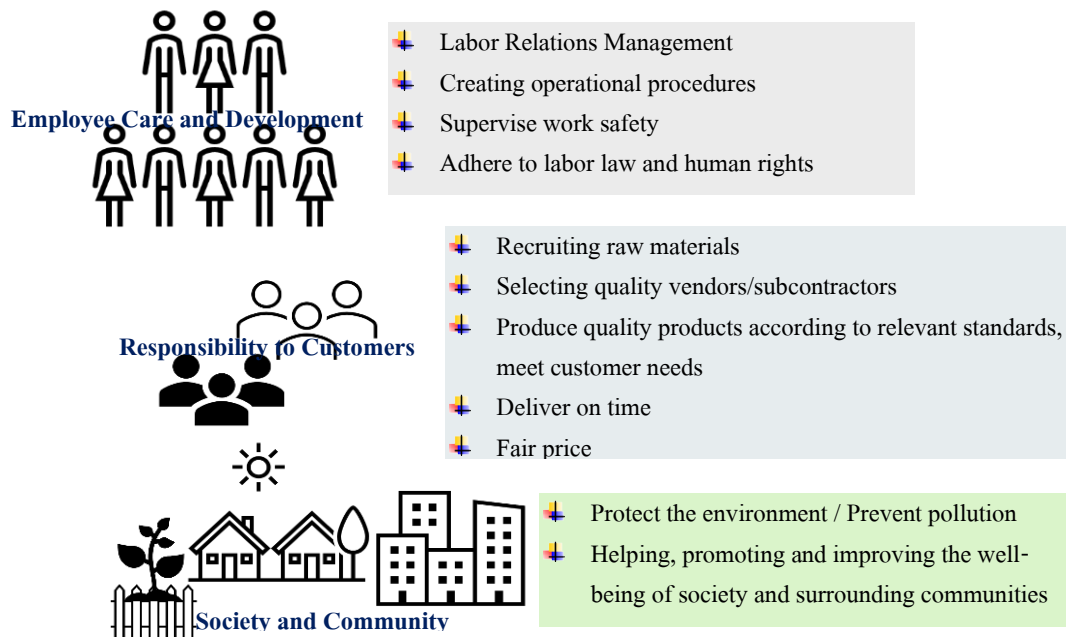 Employee Care and Development
Labor Relations Management
Creating operational procedures
Supervise work safety
Adhere to labor law and human rights
Responsibility to Customers
Recruiting raw materials
Selecting quality vendors/subcontractors
Produce quality products according to relevant standards,
meet customer needs
Deliver on time
Fair price
Society and Community
Protect the environment / Prevent pollution
Helping, promoting and improving the well-
being of society and surrounding communities